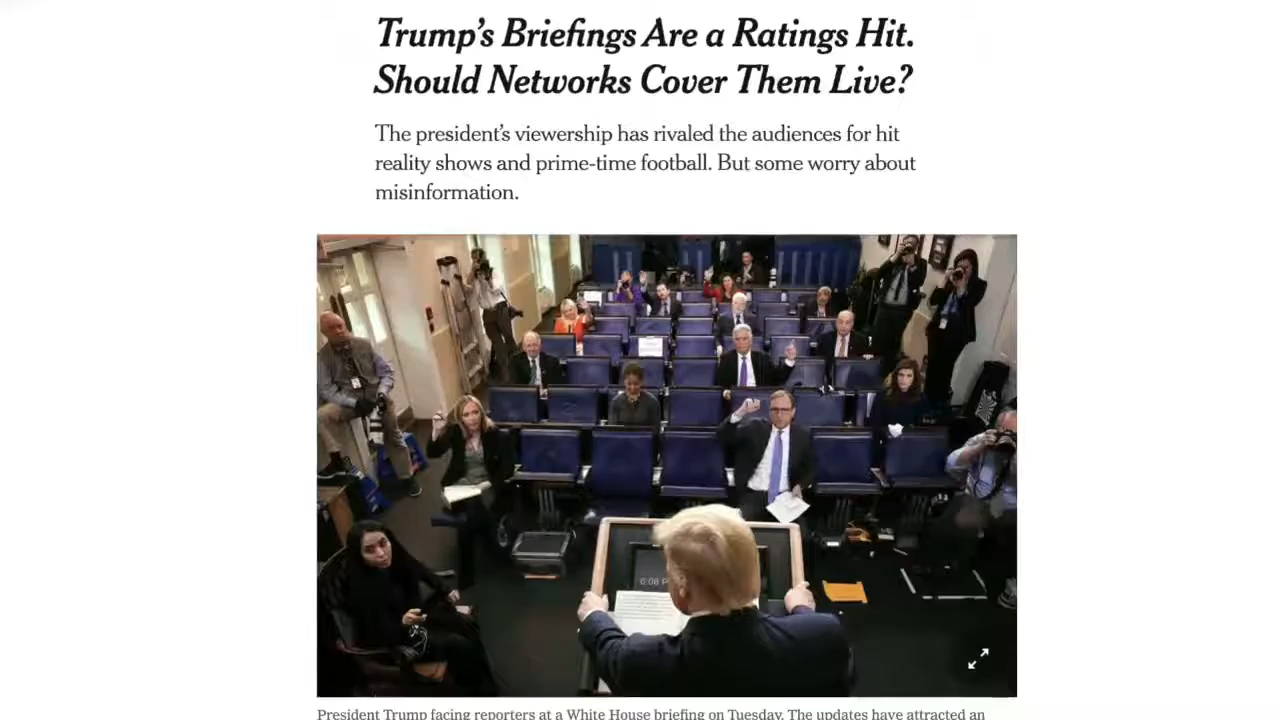 Trump's Briefings Are a Ratings Hit.
Should Networks Cover Them Live?
The president's viewership has rivaled the audiences for hit
reality shows and prime-time football. But some worry about
misinformation.
6:08 P
President Trump facing reporters at a White House briefing on Tuesday. The updates have attracted an